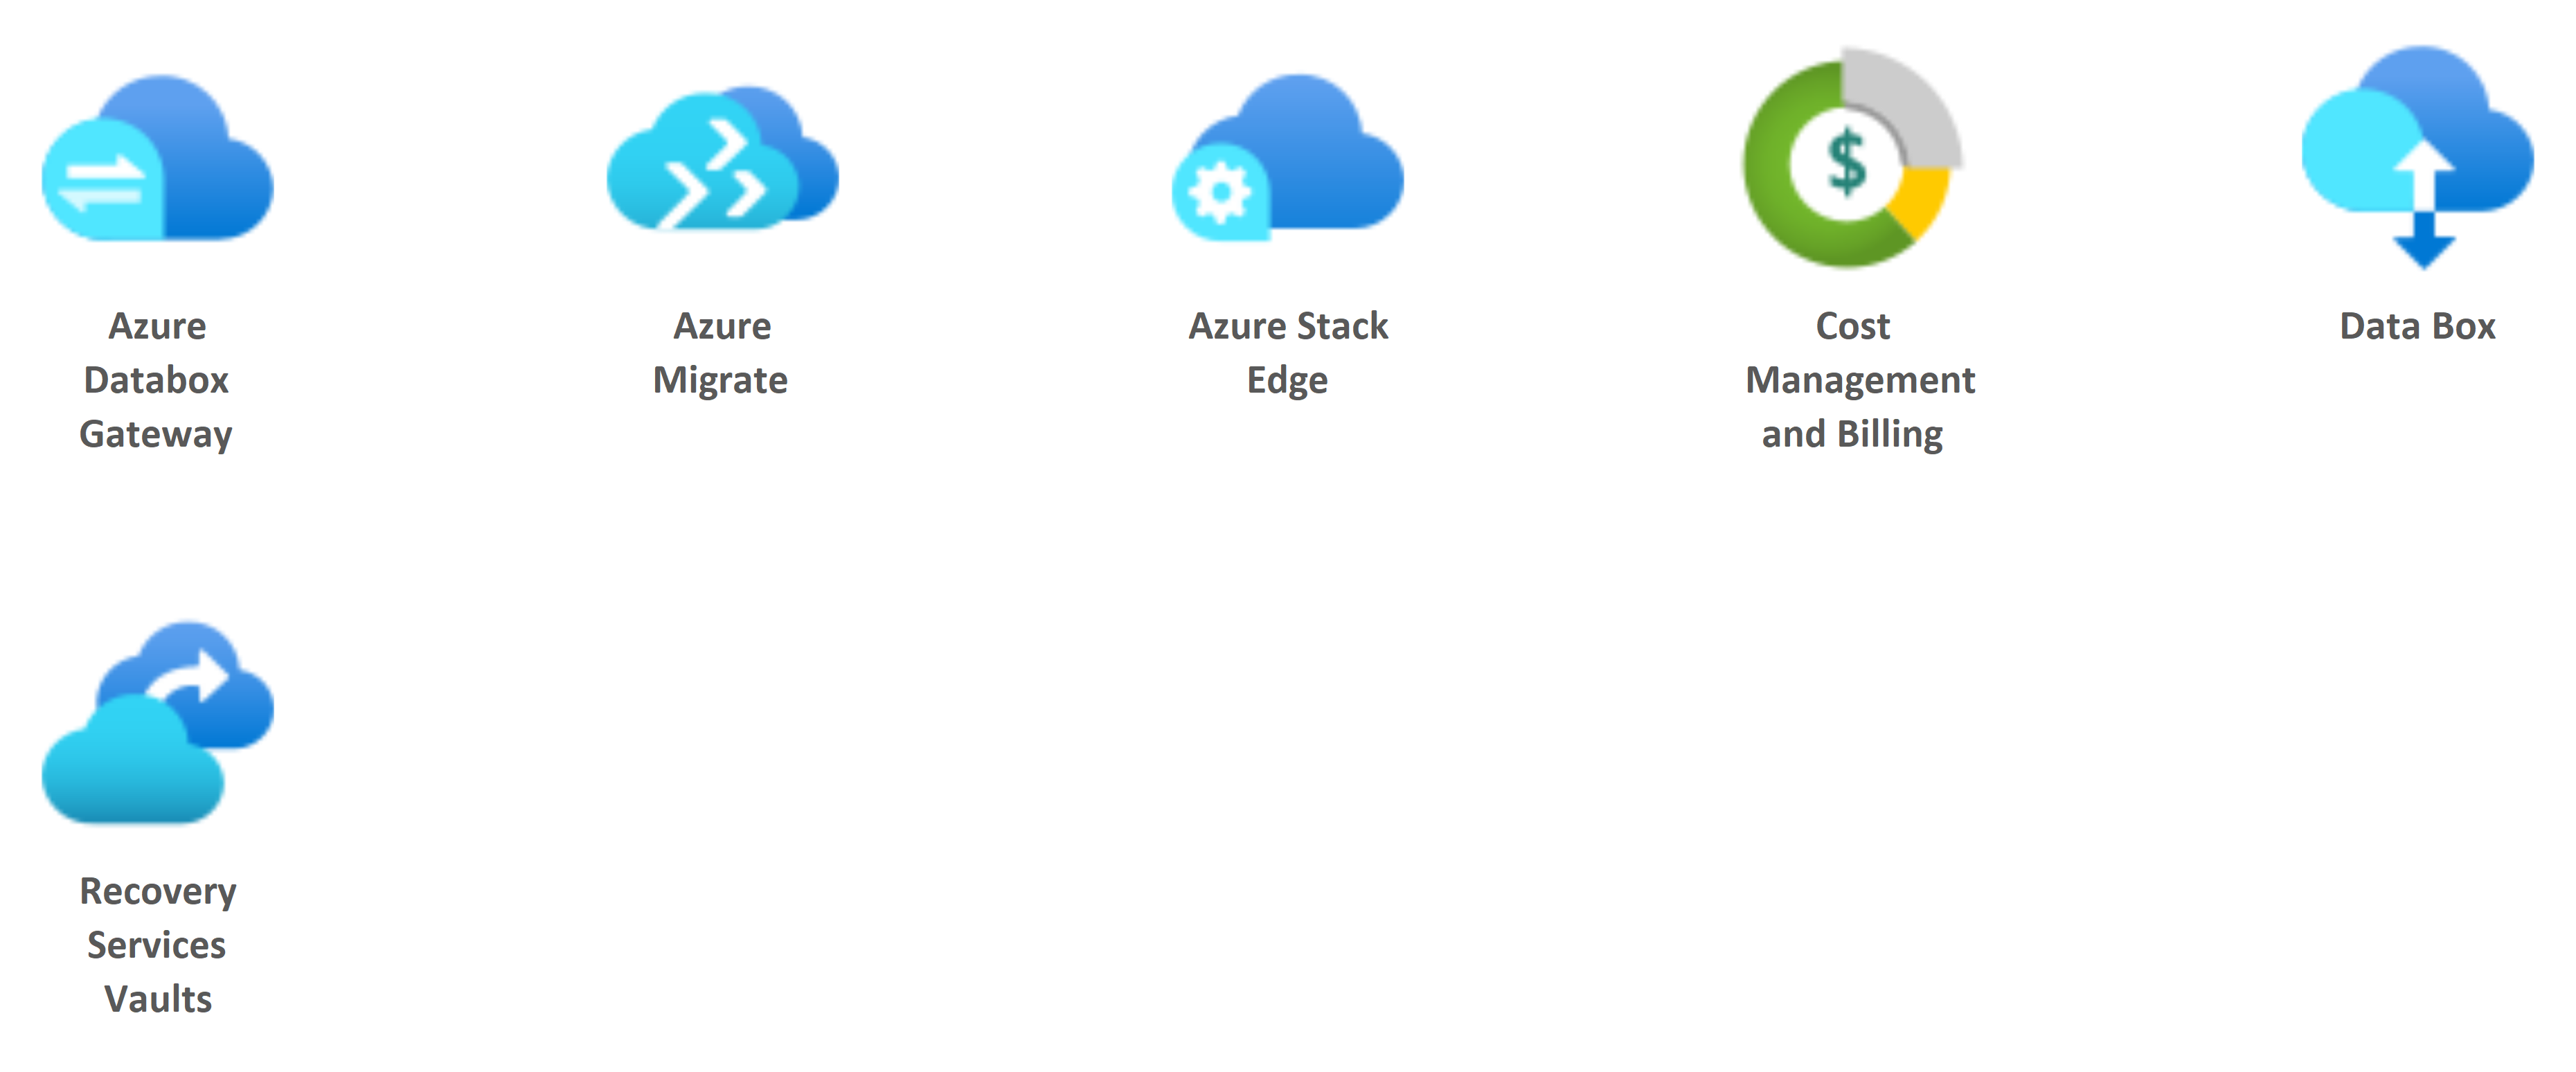 $
Azure
Databox
Gateway
Azure
Migrate
Azure Stack
Edge
Cost
Management
and Billing
Data Box
Recovery
Services
Vaults